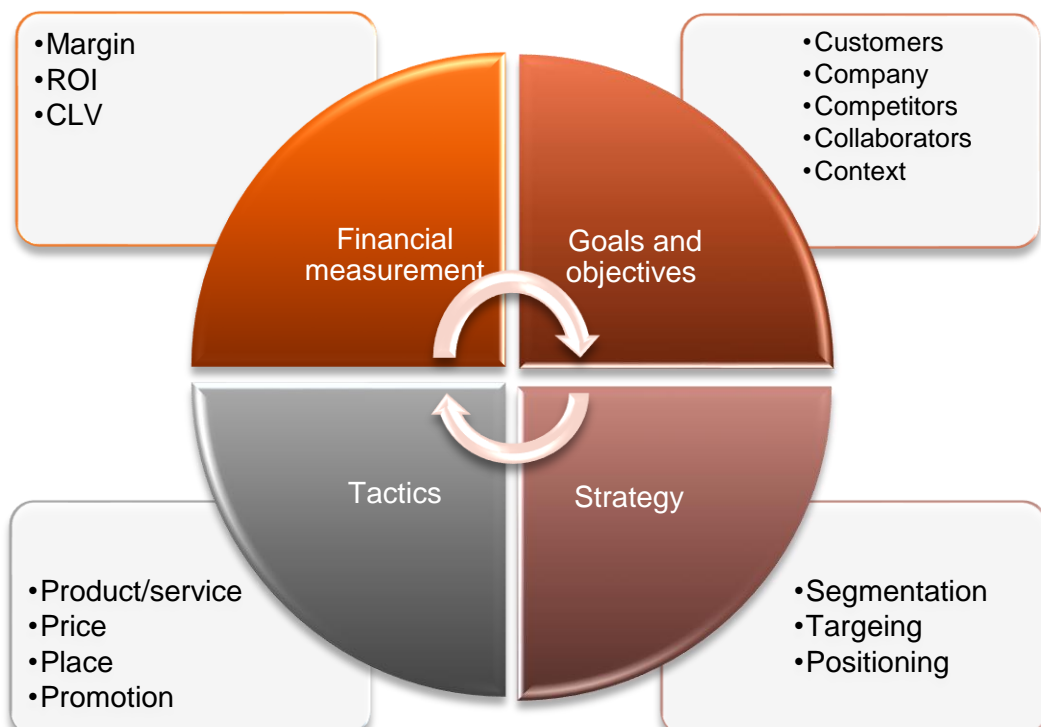 •Margin
•ROI
•CLV
•Customers
•Company
•Competitors
•Collaborators
•Context
Financial
measurement
Goals and
objectives
Tactics
Strategy
•Product/service
•Price
•Place
•Promotion
•Segmentation
•Targeing
•Positioning